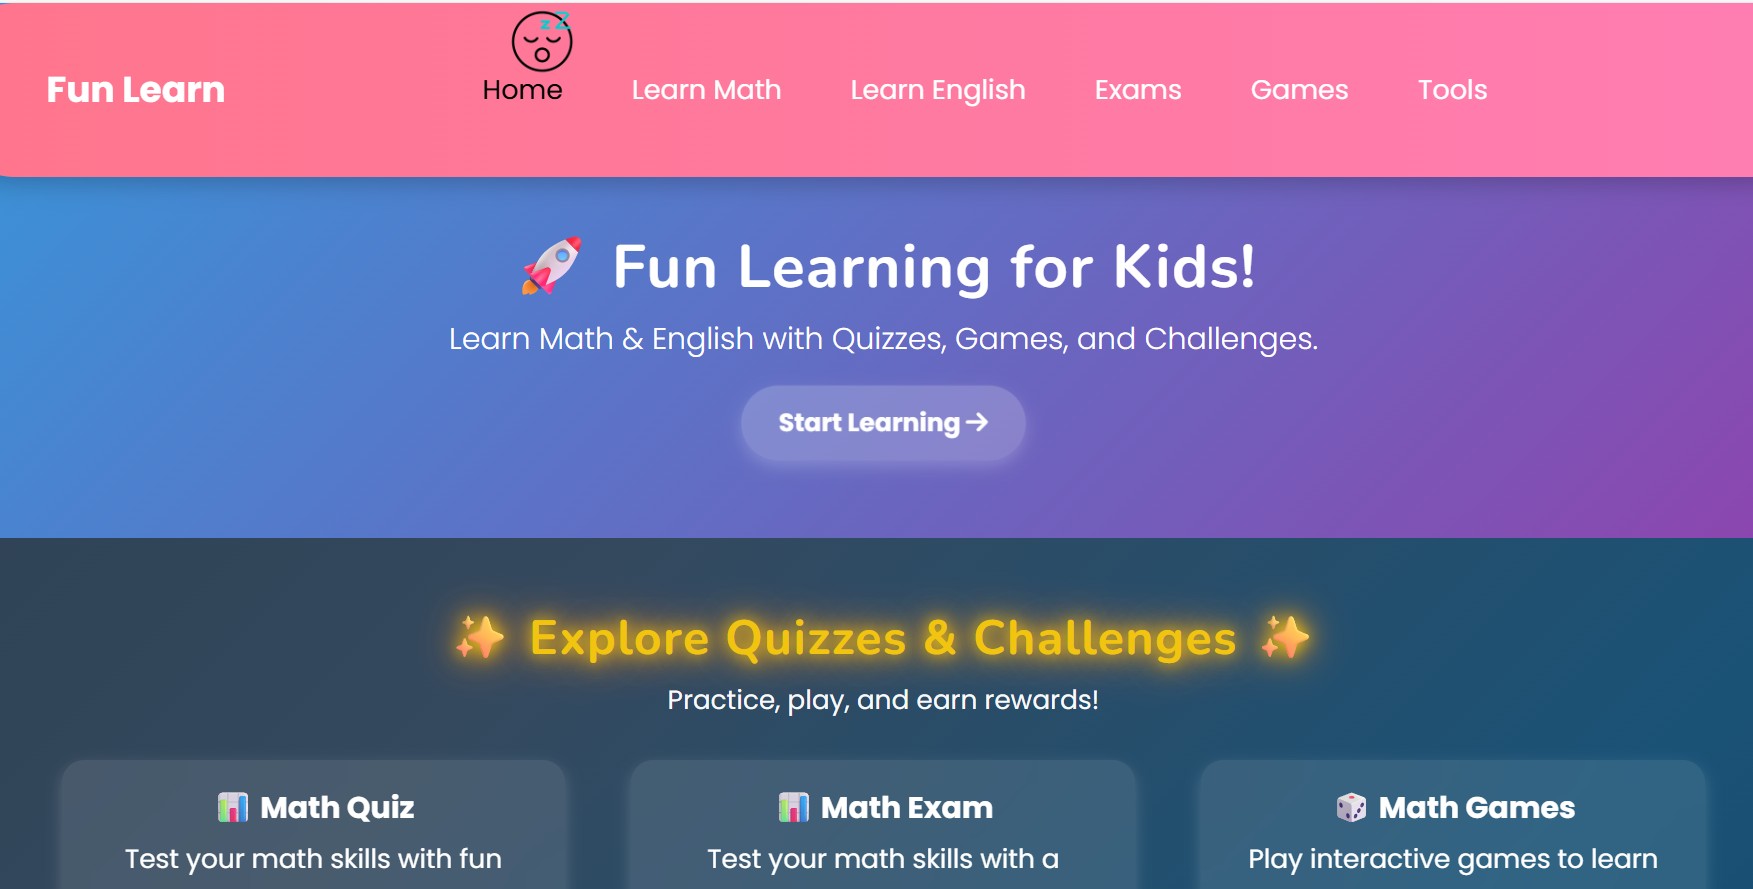 Fun Learn
z Z
Home Learn Math Learn English Exams Games Tools
🚀 Fun Learning for Kids!
Learn Math & English with Quizzes, Games, and Challenges.
Start Learning →
✨ Explore Quizzes & Challenges ✨
Practice, play, and earn rewards!
📊 Math Quiz
Test your math skills with fun
📊 Math Exam
Test your math skills with a
🎲 Math Games
Play interactive games to learn